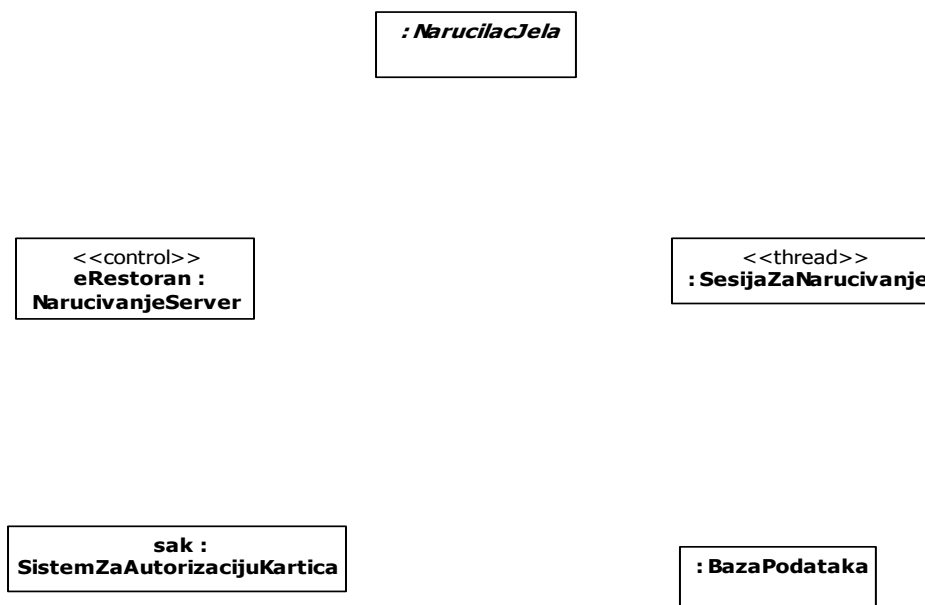 : NarucilacJela
<<control>>
eRestoran :
NarucivanjeServer
<<thread>>
: SesijaZaNarucivanje
sak :
SistemZaAutorizacijuKartica
: BazaPodataka